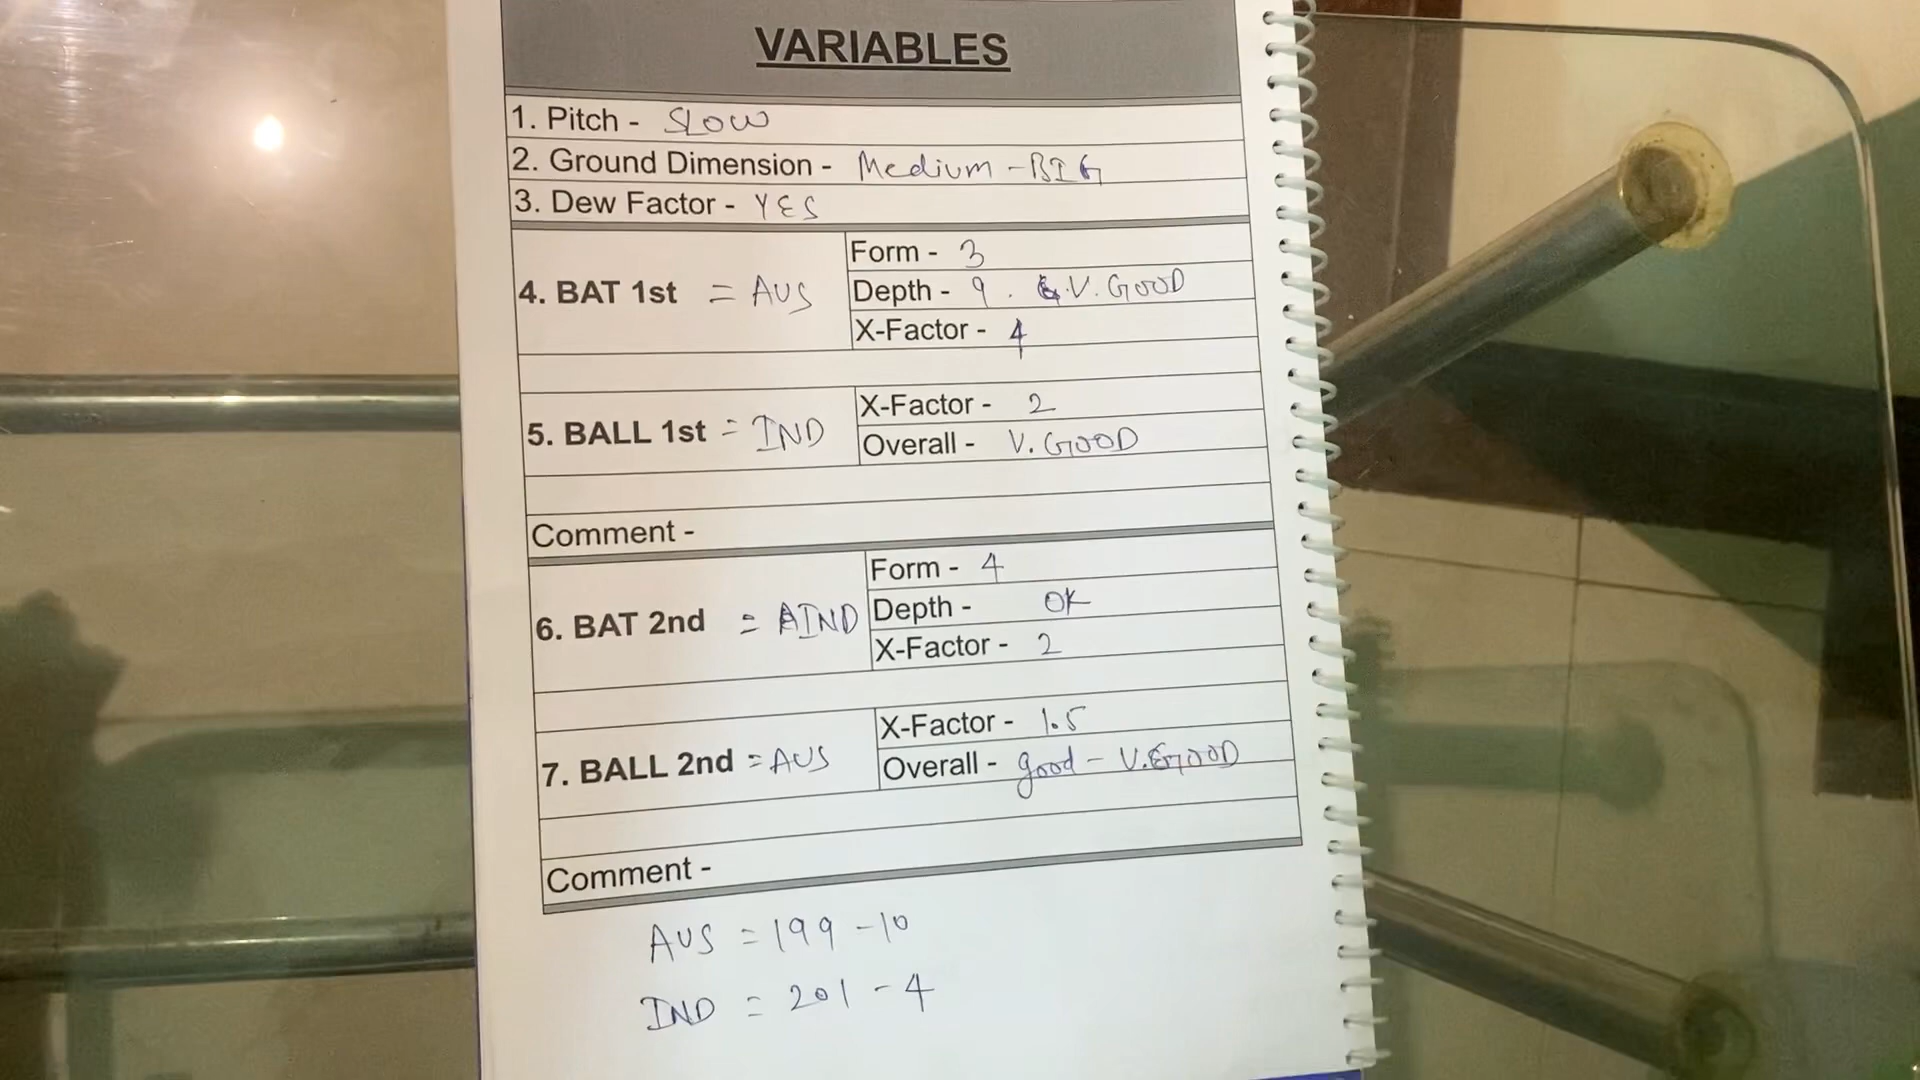 VARIABLES
1. Pitch - SLOW
2. Ground Dimension - Medium - BIG
3. Dew Factor - YES
4. BAT 1st = AUS
Form - 3
Depth - 9 . V. GOOD
X-Factor - 4
5. BALL 1st = IND
X-Factor - 2
Overall - V. GOOD
Comment -
6. BAT 2nd = IND
Form - 4
Depth - OK
X-Factor - 2
7. BALL 2nd = AUS
X-Factor - 1.5
Overall - good - V. GOOD
Comment -
AUS = 199 - 10
IND = 201 - 4